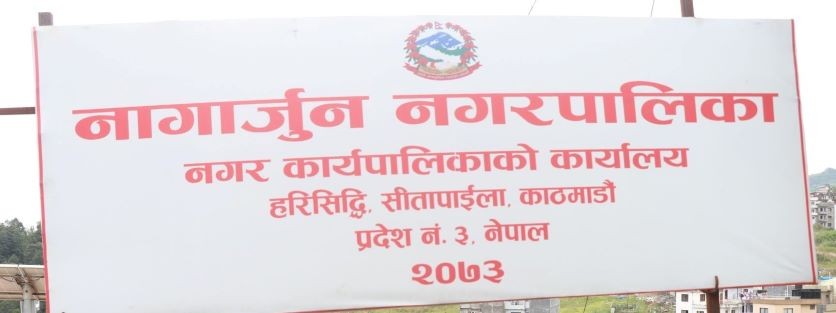 नागार्जुन नगरपालिका
नगर कार्यपालिकाको कार्यालय
हरिसिद्धि, सीतापाईला, काठमाडौं
प्रदेश नं. ३, नेपाल
२०७३